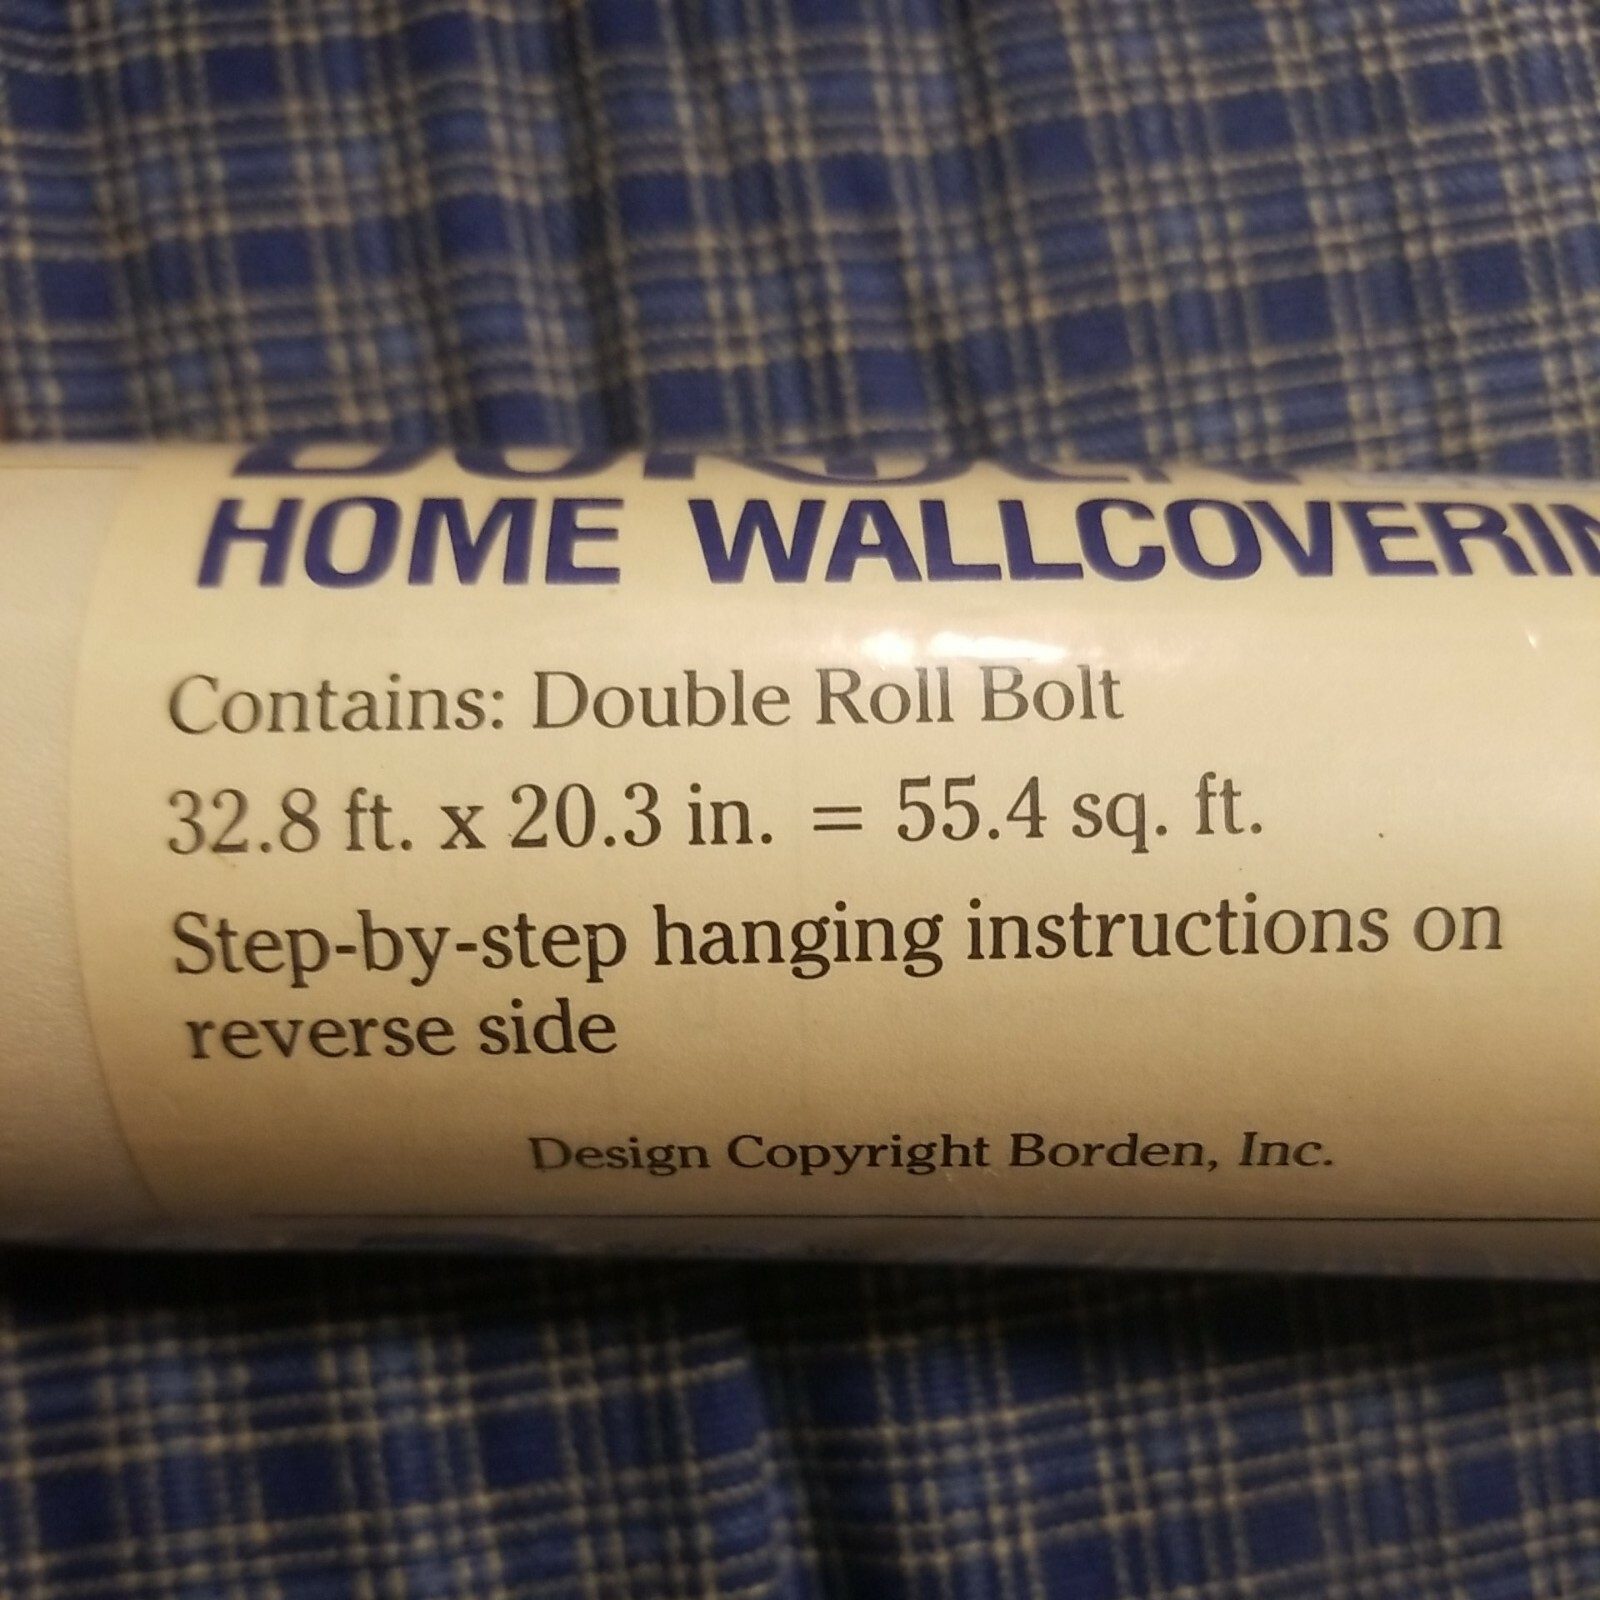 BORDEN
HOME WALLCOVERIN
Contains: Double Roll Bolt
32.8 ft. x 20.3 in. = 55.4 sq. ft.
Step-by-step hanging instructions on
reverse side
Design Copyright Borden, Inc.